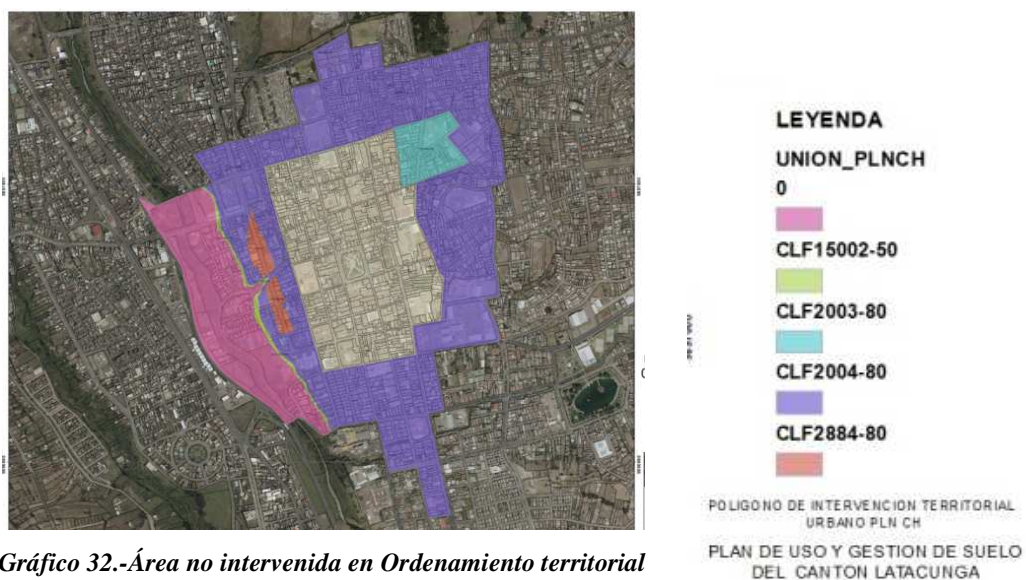 LEYENDA
UNION_PLNCH
0
CLF15002-50
CLF2003-80
CLF2004-80
CLF2884-80
POLIGONO DE INTERVENCION TERRITORIAL
URBANO PLN CH
PLAN DE USO Y GESTION DE SUELO
DEL CANTON LATACUNGA
Gráfico 32.-Área no intervenida en Ordenamiento territorial